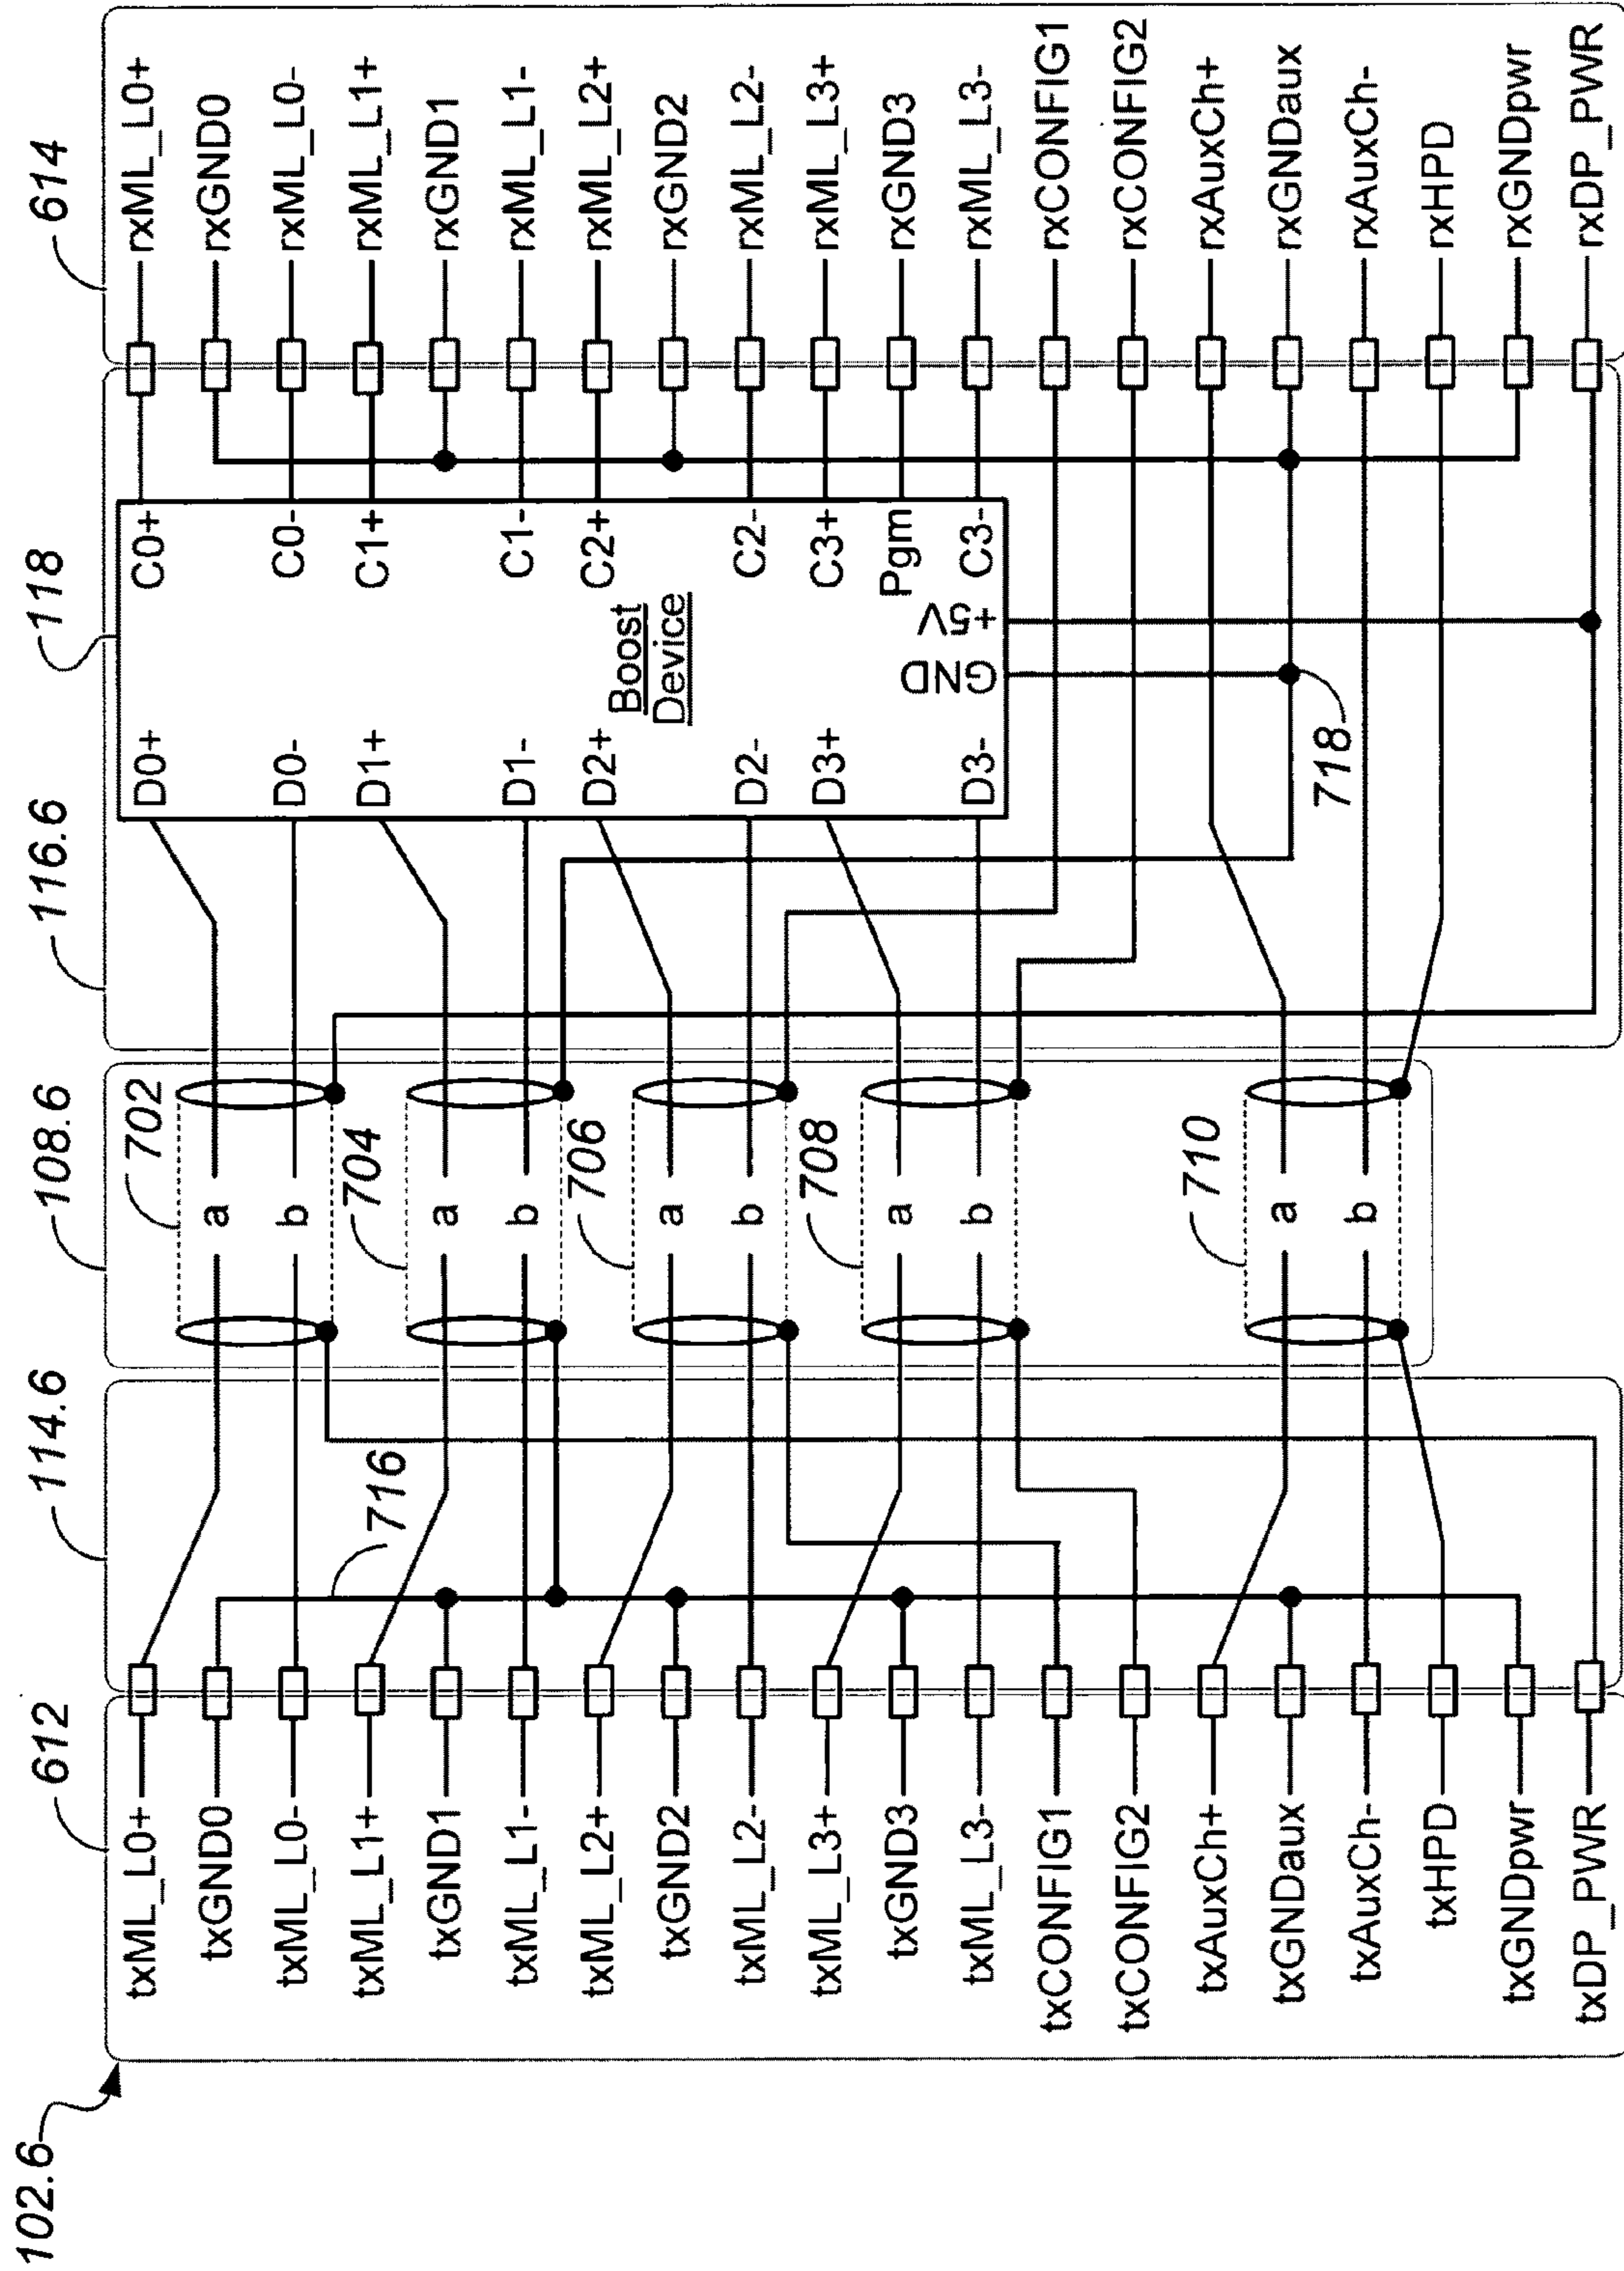 102.6
612
114.6
108.6
116.6
118
614
txML_L0+
txGND0
txML_L0-
txML_L1+
txGND1
txML_L1-
txML_L2+
txGND2
txML_L2-
txML_L3+
txGND3
txML_L3-
txCONFIG1
txCONFIG2
txAuxCh+
txGNDaux
txAuxCh-
txHPD
txGNDpwr
txDP_PWR
716
702
a
b
704
a
b
706
a
b
708
a
b
710
a
b
D0+
D0-
D1+
D1-
D2+
D2-
D3+
D3-
Boost
Device
GND
+5V
C0+
C0-
C1+
C1-
C2+
C2-
C3+
Pgm
C3-
718
rxML_L0+
rxGND0
rxML_L0-
rxML_L1+
rxGND1
rxML_L1-
rxML_L2+
rxGND2
rxML_L2-
rxML_L3+
rxGND3
rxML_L3-
rxCONFIG1
rxCONFIG2
rxAuxCh+
rxGNDaux
rxAuxCh-
rxHPD
rxGNDpwr
rxDP_PWR